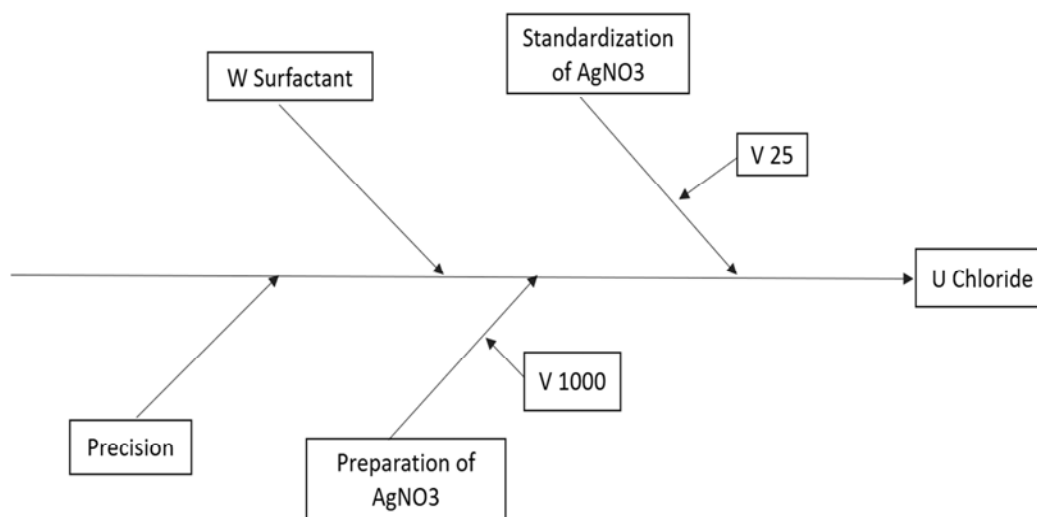 Standardization
of AgNO3
W Surfactant
V 25
U Chloride
V 1000
Precision
Preparation of
AgNO3